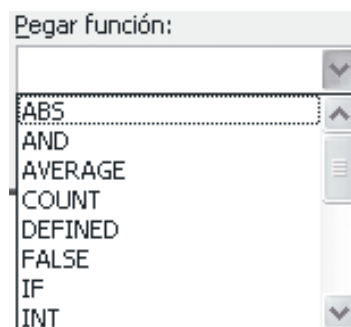 Pegar función:
ABS
AND
AVERAGE
COUNT
DEFINED
FALSE
IF
INT